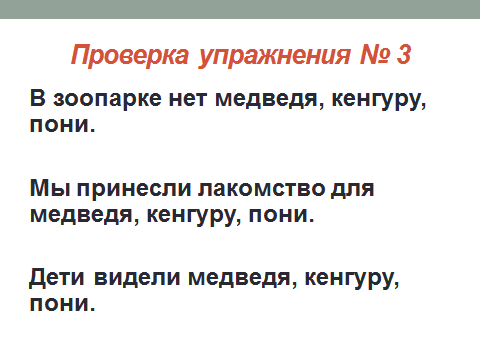 Проверка упражнения № 3
В зоопарке нет медведя, кенгуру,
пони.
Мы принесли лакомство для
медведя, кенгуру, пони.
Дети видели медведя, кенгуру,
пони.